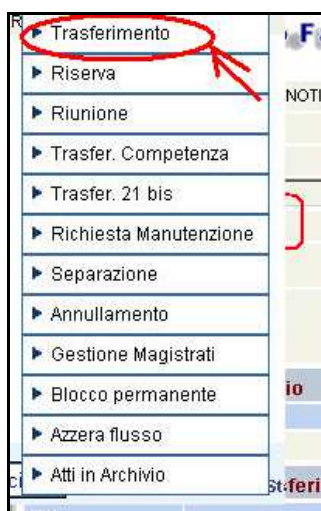 Trasferimento
Riserva
NOTI
Riunione
Trasfer. Competenza
Trasfer. 21 bis
Richiesta Manutenzione
Separazione
Annullamento
Gestione Magistrati
Blocco permanente
io
Azzera flusso
Atti in Archivio
feri